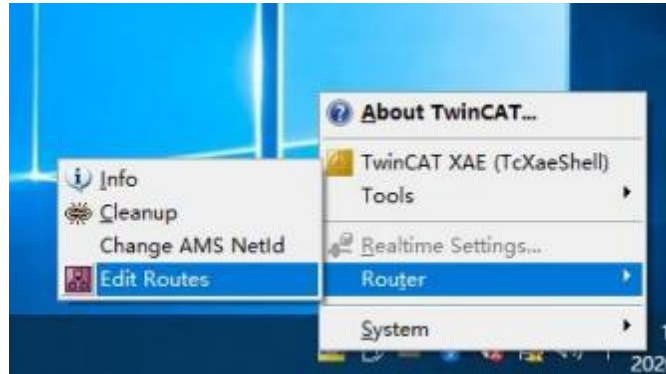 About TwinCAT...
TwinCAT XAE (TcXaeShell)
Tools
Realtime Settings...
Router
System
Info
Cleanup
Change AMS NetId
Edit Routes